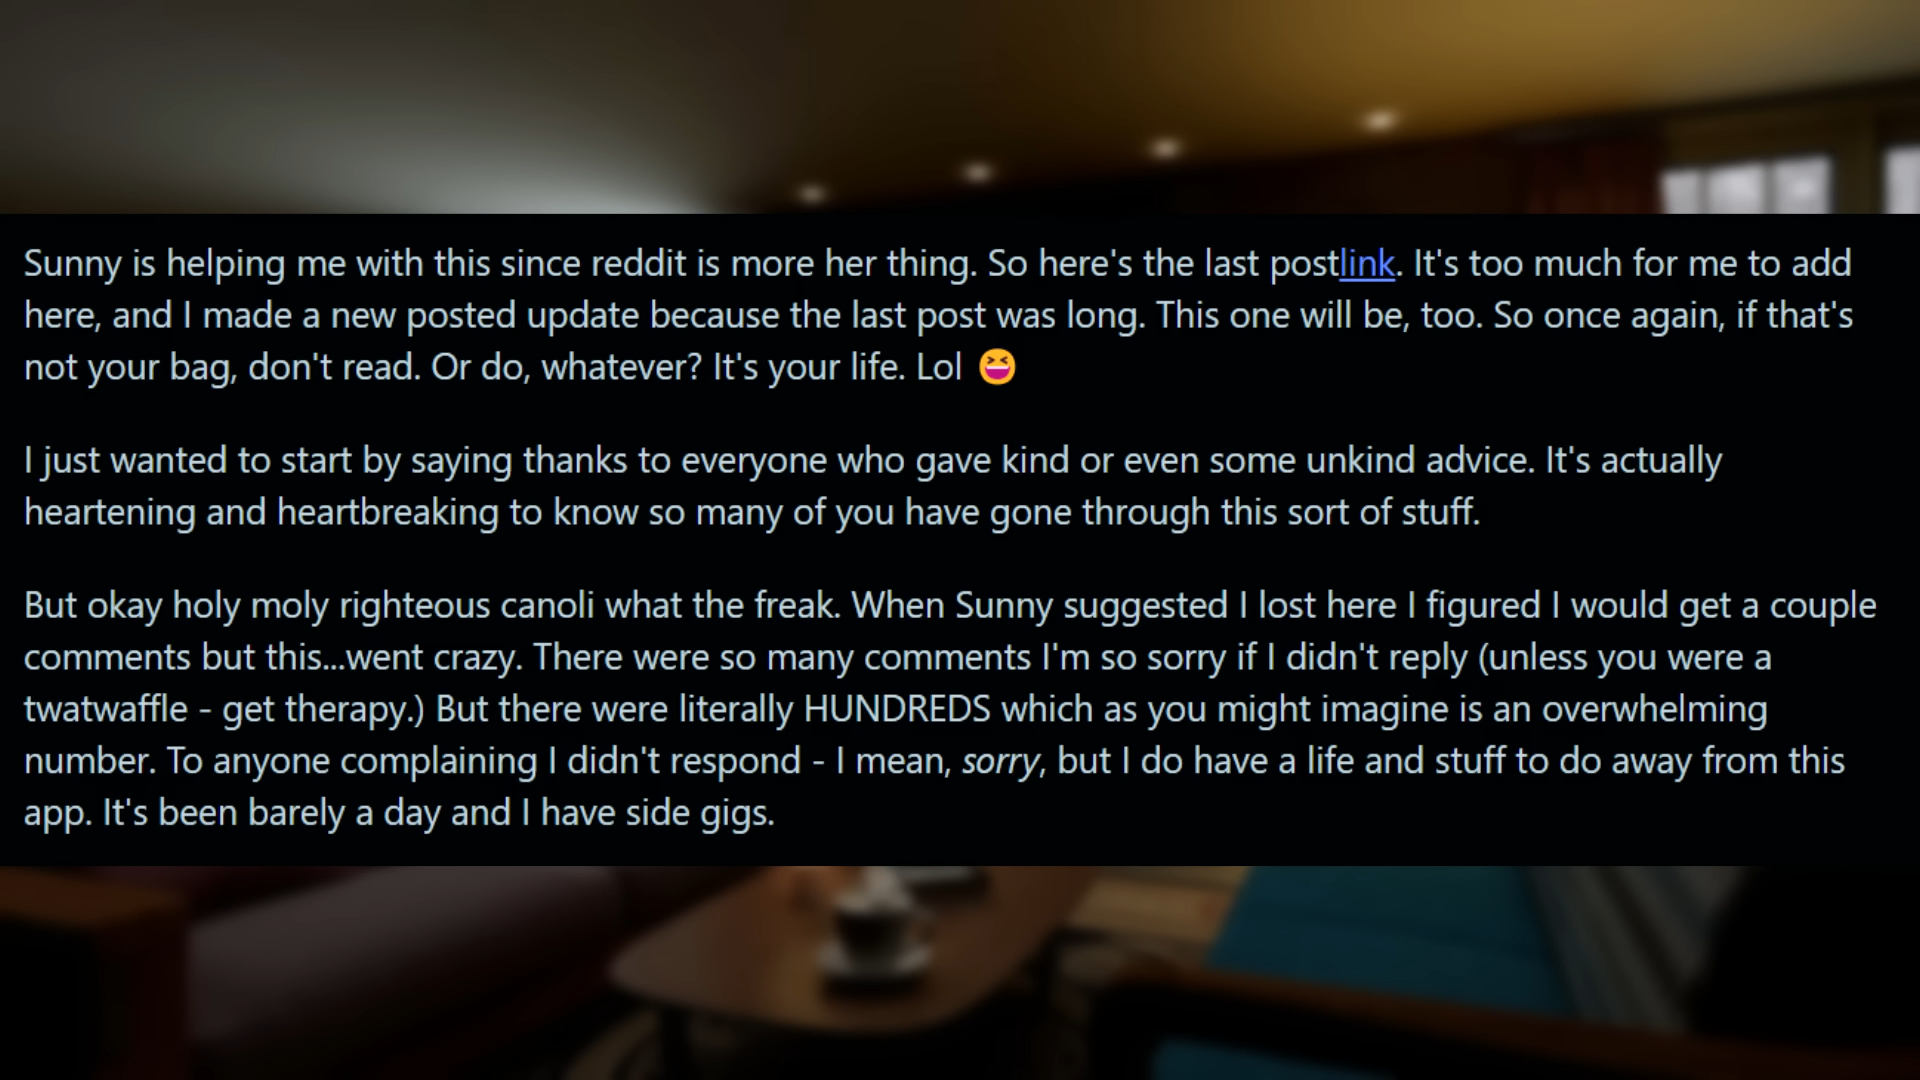 Sunny is helping me with this since reddit is more her thing. So here's the last postlink. It's too much for me to add
here, and I made a new posted update because the last post was long. This one will be, too. So once again, if that's
not your bag, don't read. Or do, whatever? It's your life. Lol 😆
I just wanted to start by saying thanks to everyone who gave kind or even some unkind advice. It's actually
heartening and heartbreaking to know so many of you have gone through this sort of stuff.
But okay holy moly righteous canoli what the freak. When Sunny suggested I lost here I figured I would get a couple
comments but this...went crazy. There were so many comments I'm so sorry if I didn't reply (unless you were a
twatwaffle - get therapy.) But there were literally HUNDREDS which as you might imagine is an overwhelming
number. To anyone complaining I didn't respond - I mean, sorry, but I do have a life and stuff to do away from this
app. It's been barely a day and I have side gigs.